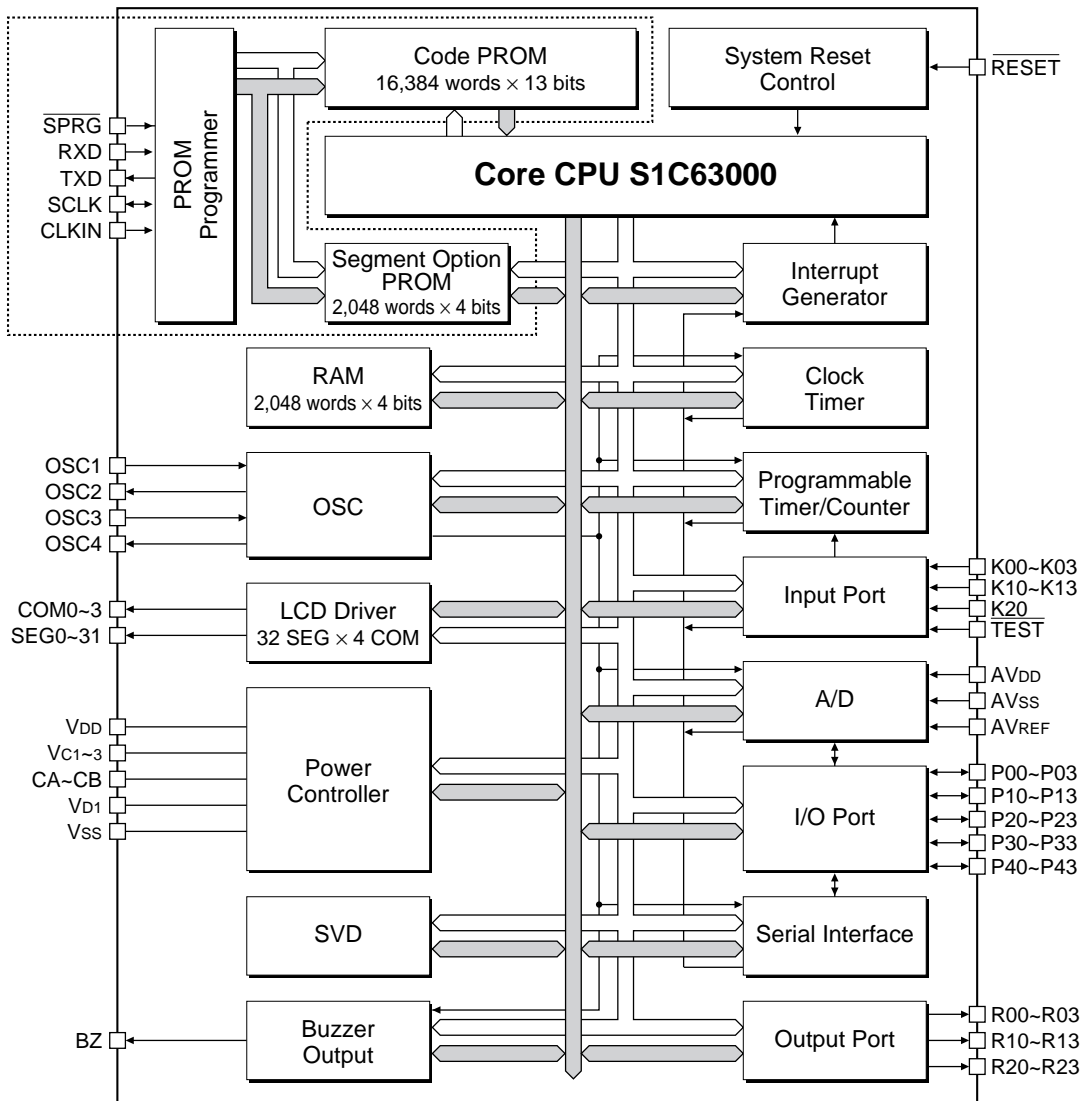 Code PROM
16,384 words × 13 bits
System Reset
Control
RESET
PROM
Programmer
SPRG
RXD
TXD
SCLK
CLKIN
Core CPU S1C63000
Segment Option
PROM
2,048 words × 4 bits
Interrupt
Generator
RAM
2,048 words × 4 bits
Clock
Timer
OSC1
OSC2
OSC3
OSC4
OSC
Programmable
Timer/Counter
COM0~3
SEG0~31
LCD Driver
32 SEG × 4 COM
Input Port
K00~K03
K10~K13
K20
TEST
A/D
AVDD
AVSS
AVREF
VDD
VC1~3
CA~CB
VD1
VSS
Power
Controller
I/O Port
P00~P03
P10~P13
P20~P23
P30~P33
P40~P43
SVD
Serial Interface
BZ
Buzzer
Output
Output Port
R00~R03
R10~R13
R20~R23